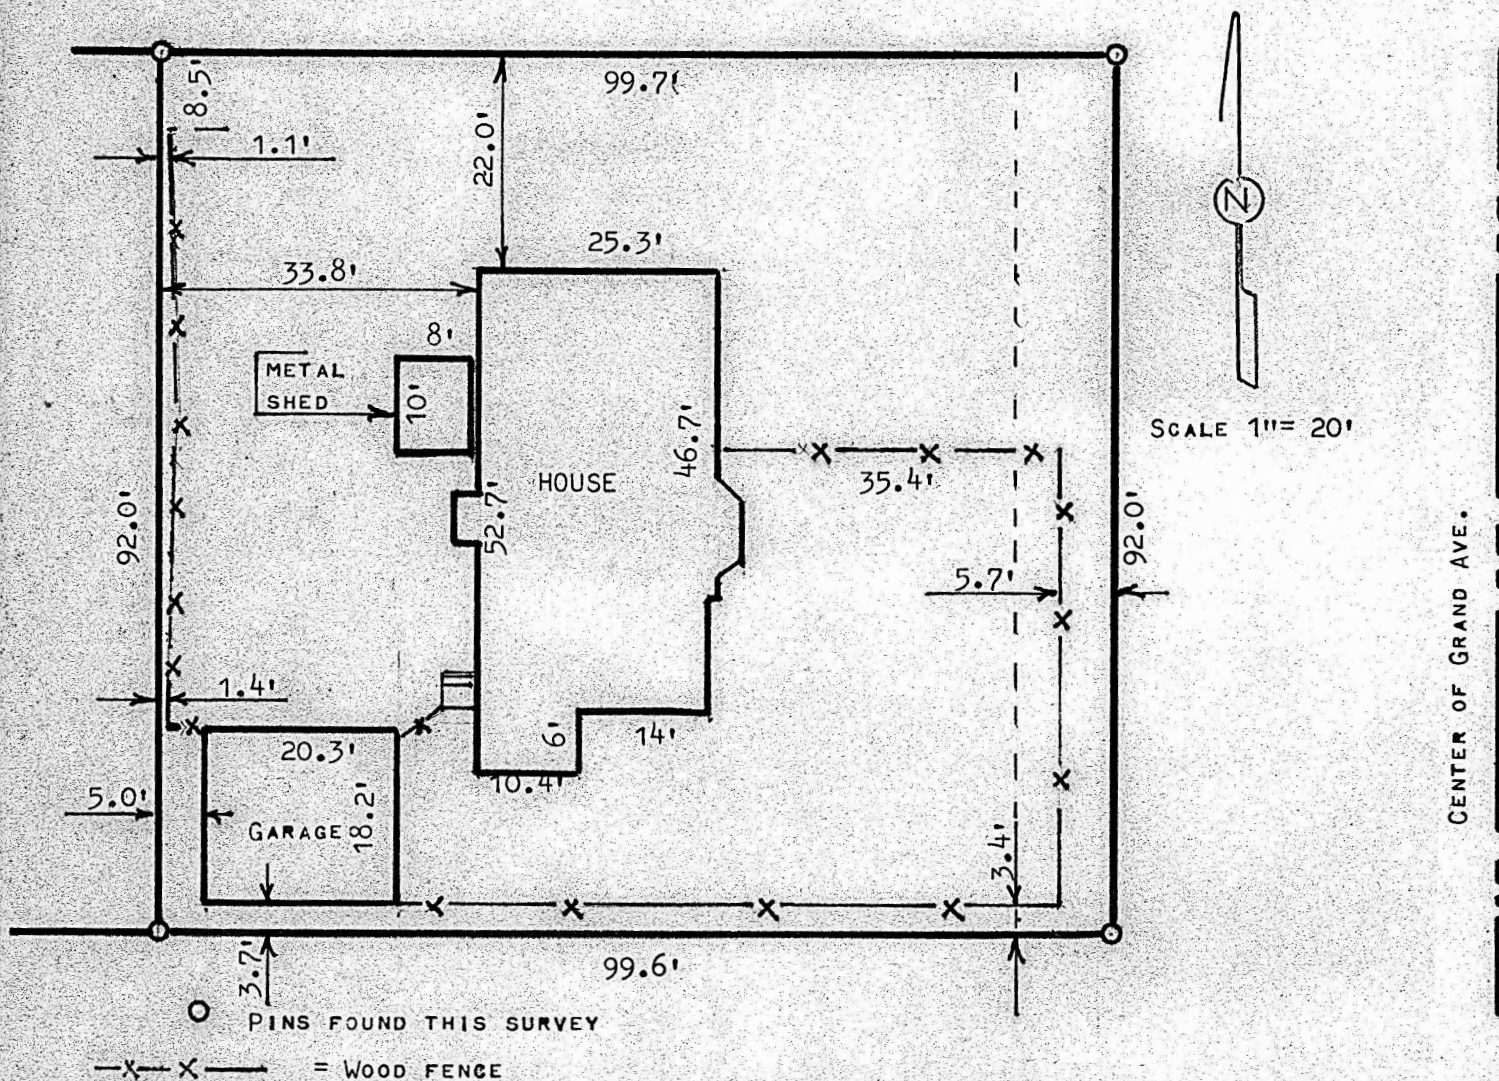 99.7'
8.5'
1.1'
22.0'
N
25.3'
33.8'
8'
METAL
SHED
10'
46.7'
SCALE 1"= 20'
HOUSE
35.4'
52.7'
92.0'
92.0'
5.7'
CENTER OF GRAND AVE.
1.4'
20.3'
6'
14'
10.4'
5.0'
18.2'
GARAGE
3.4'
3.7'
99.6'
PINS FOUND THIS SURVEY
= WOOD FENCE